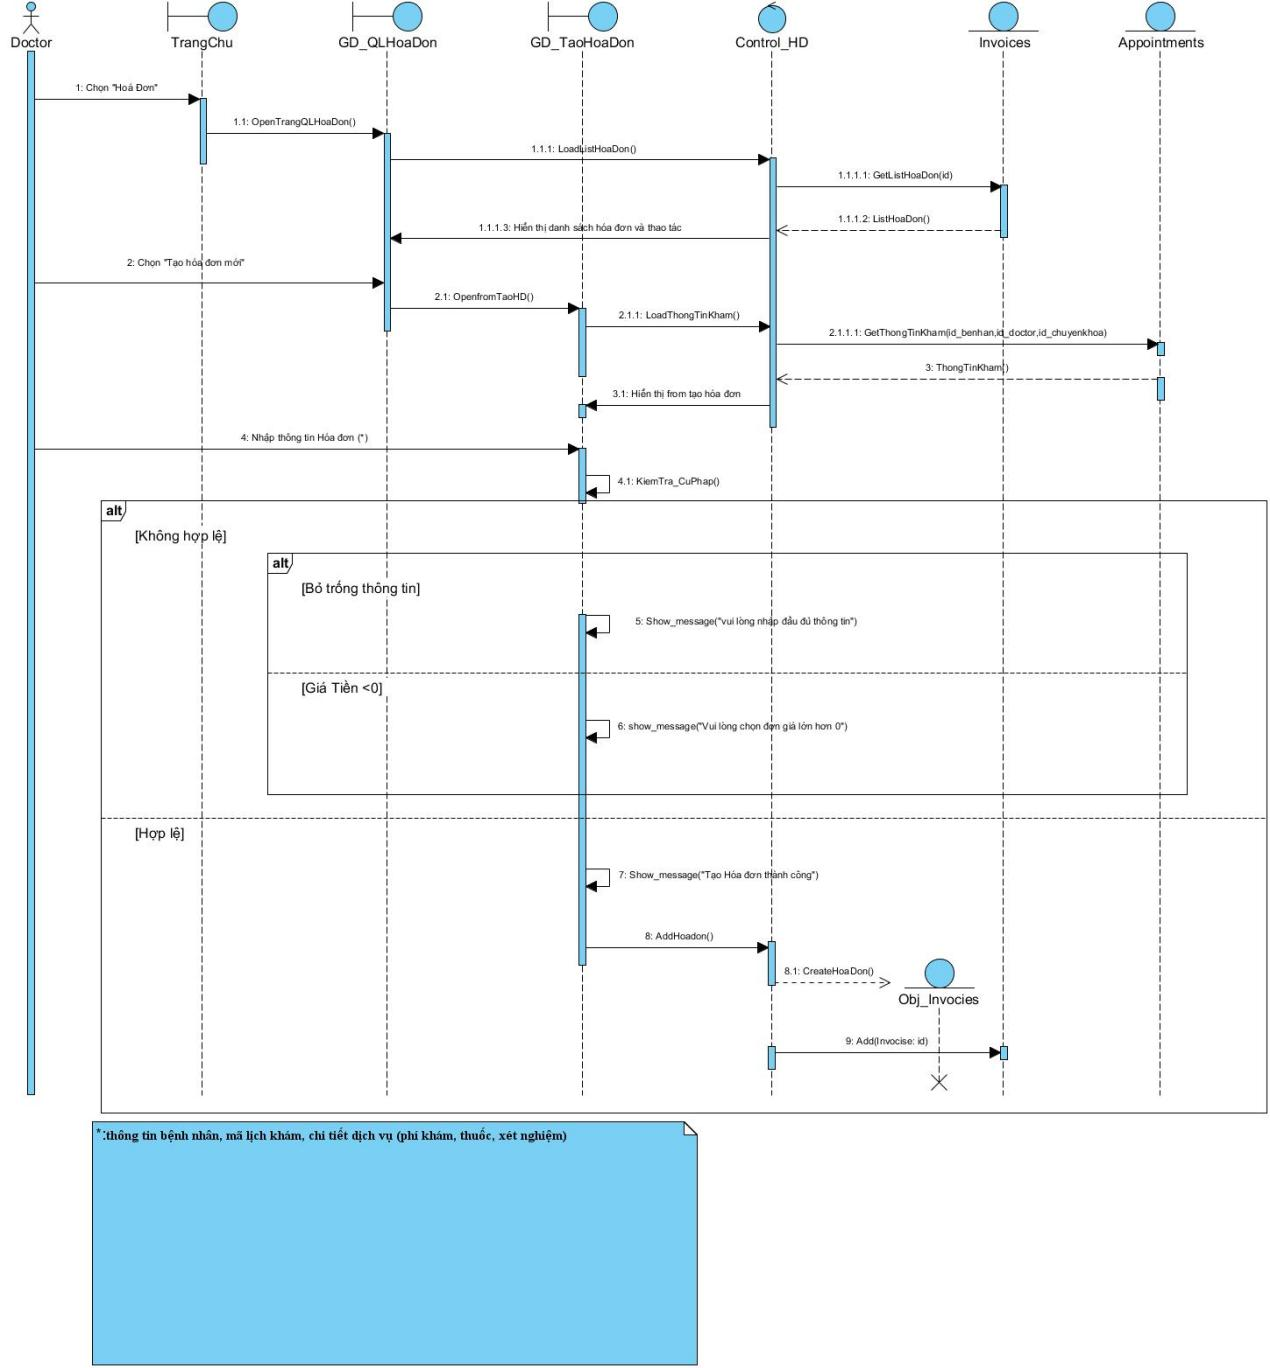 Doctor
TrangChu
GD_QLHoaDon
GD_TaoHoaDon
Control_HD
Invoices
Appointments
1: Chọn "Hoá Đơn"
1.1: OpenTrangQLHoaDon()
1.1.1: LoadListHoaDon()
1.1.1.1: GetListHoaDon(id)
1.1.1.2: ListHoaDon()
1.1.1.3: Hiển thị danh sách hóa đơn và thao tác
2: Chọn "Tạo hóa đơn mới"
2.1: OpenfromTaoHD()
2.1.1: LoadThongTinKham()
2.1.1.1: GetThongTinKham(id_benhan,id_doctor,id_chuyenkhoa)
3: ThongTinKham()
3.1: Hiển thị from tạo hóa đơn
4: Nhập thông tin Hóa đơn (*)
4.1: KiemTra_CuPhap()
alt
[Không hợp lệ]
alt
[Bỏ trống thông tin]
5: Show_message("vui lòng nhập đầu đủ thông tin")
[Giá Tiền <0]
6: show_message("Vui lòng chọn đơn giá lớn hơn 0")
[Hợp lệ]
7: Show_message("Tạo Hóa đơn thành công")
8: AddHoadon()
8.1: CreateHoaDon()
Obj_Invocies
9: Add(Invocise: id)
*:thông tin bệnh nhân, mã lịch khám, chi tiết dịch vụ (phí khám, thuốc, xét nghiệm)